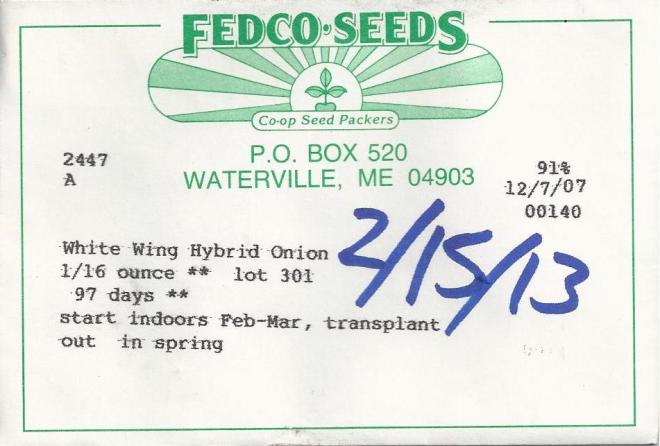 FEDCO·SEEDS
Co-op Seed Packers
P.O. BOX 520
WATERVILLE, ME 04903
2447
A
91%
12/7/07
00140
2/15/13
White Wing Hybrid Onion
1/16 ounce ** lot 301
97 days **
start indoors Feb-Mar, transplant
out in spring